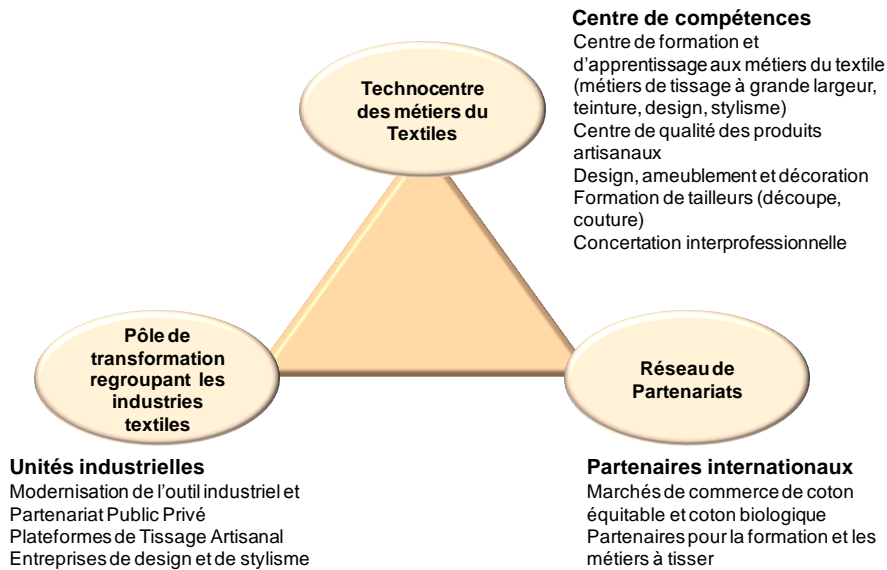 Centre de compétences
Centre de formation et
d'apprentissage aux métiers du textile
(métiers de tissage à grande largeur,
teinture, design, stylisme)
Centre de qualité des produits
artisanaux
Design, ameublement et décoration
Formation de tailleurs (découpe,
couture)
Concertation interprofessionnelle
Technocentre
des métiers du
Textiles
Pôle de
transformation
regroupant les
industries
textiles
Réseau de
Partenariats
Unités industrielles
Modernisation de l'outil industriel et
Partenariat Public Privé
Plateformes de Tissage Artisanal
Entreprises de design et de stylisme
Partenaires internationaux
Marchés de commerce de coton
équitable et coton biologique
Partenaires pour la formation et les
métiers à tisser